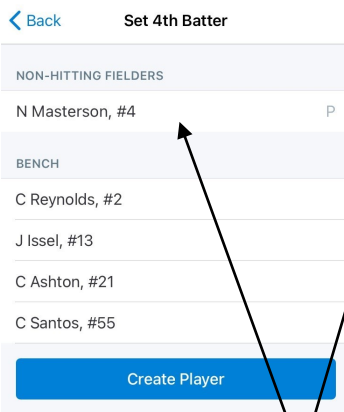 Back Set 4th Batter
NON-HITTING FIELDERS
N Masterson, #4 P
BENCH
C Reynolds, #2
J Issel, #13
C Ashton, #21
C Santos, #55
Create Player